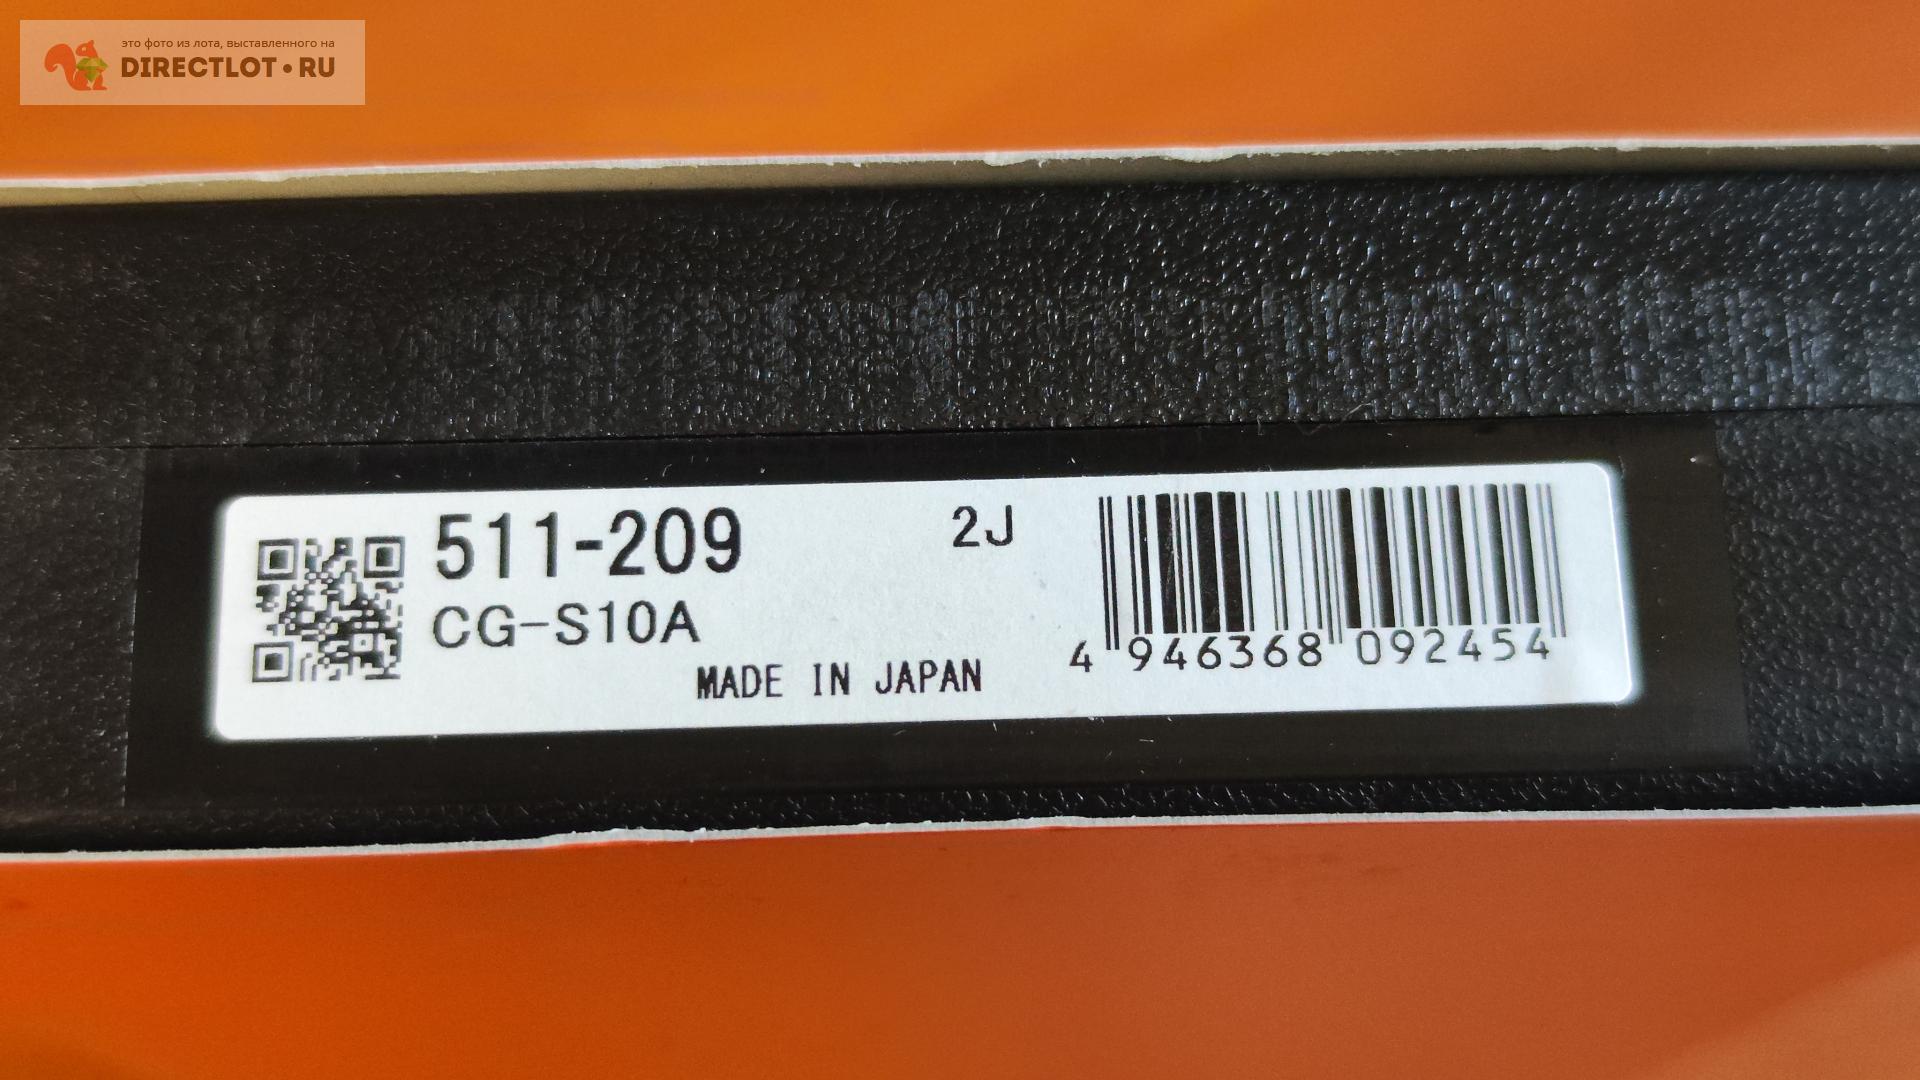 это фото из лота, выставленного на
DIRECTLOT•RU
511-209
2J
CG-S10A
MADE IN JAPAN
4 946368 092454